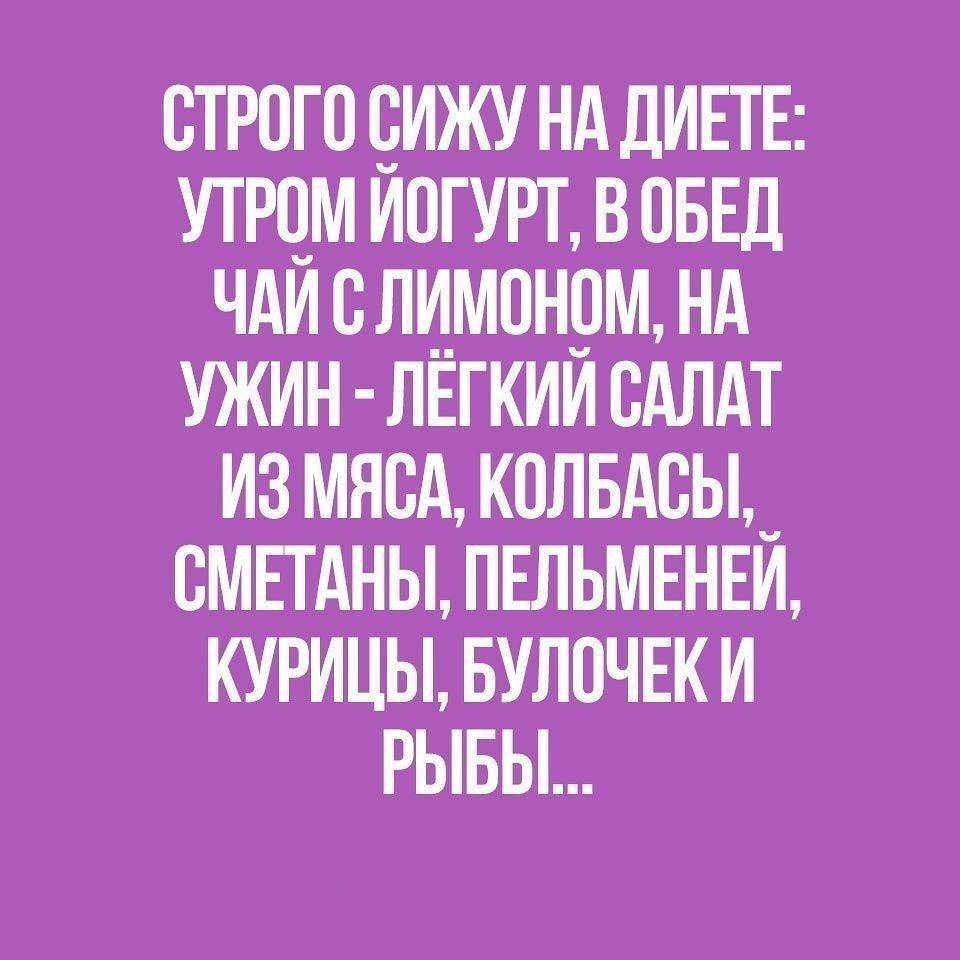 СТРОГО СИЖУ НА ДИЕТЕ:
УТРОМ ЙОГУРТ, В ОБЕД
ЧАЙ С ЛИМОНОМ, НА
УЖИН - ЛЁГКИЙ САЛАТ
ИЗ МЯСА, КОЛБАСЫ,
СМЕТАНЫ, ПЕЛЬМЕНЕЙ,
КУРИЦЫ, БУЛОЧЕК И
РЫБЫ...